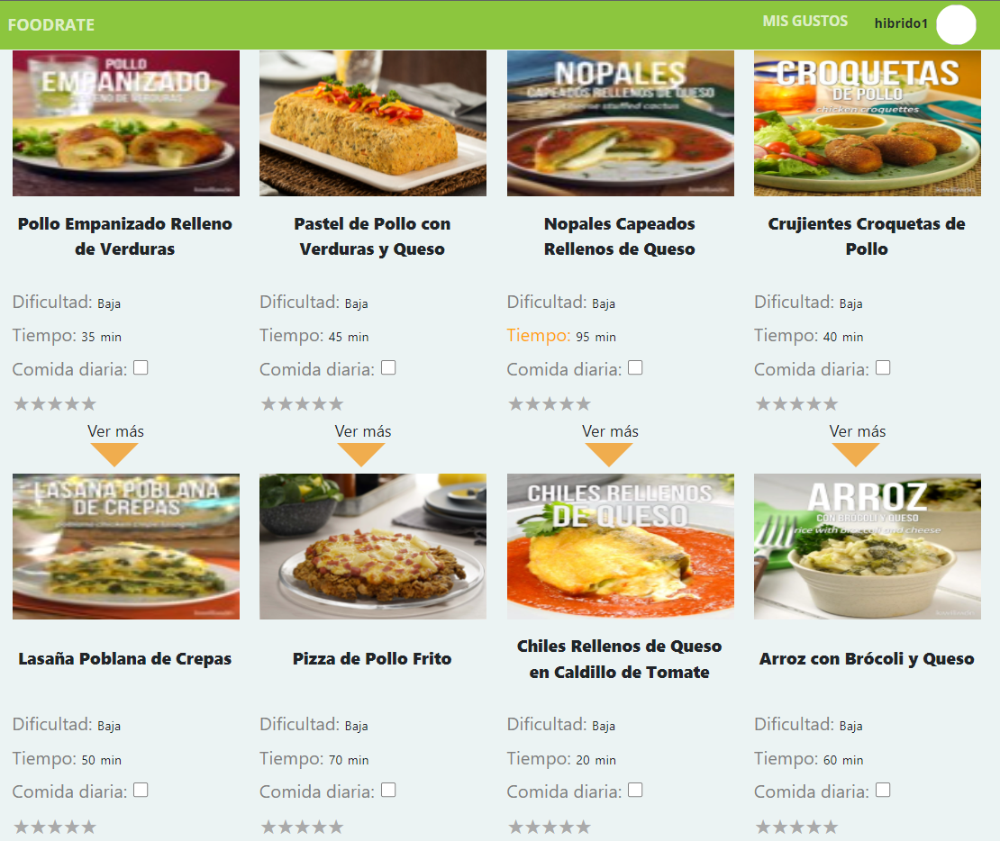 FOODRATE
MIS GUSTOS
hibrido1
POLLO
EMPANIZADO
RELLENO DE VERDURAS
NOPALES
CAPEADOS RELLENOS DE QUESO
cheese stuffed cactus
CROQUETAS
DE POLLO
chicken croquettes
Pollo Empanizado Relleno
de Verduras
Pastel de Pollo con
Verduras y Queso
Nopales Capeados
Rellenos de Queso
Crujientes Croquetas de
Pollo
Dificultad: Baja
Dificultad: Baja
Dificultad: Baja
Dificultad: Baja
Tiempo: 35 min
Tiempo: 45 min
Tiempo: 95 min
Tiempo: 40 min
Comida diaria:
Comida diaria:
Comida diaria:
Comida diaria:
Ver más
Ver más
Ver más
Ver más
LASAÑA POBLANA
DE CREPAS
CHILES RELLENOS
DE QUESO
ARROZ
CON BRÓCOLI Y QUESO
rice with broccoli and cheese
Lasaña Poblana de Crepas
Pizza de Pollo Frito
Chiles Rellenos de Queso
en Caldillo de Tomate
Arroz con Brócoli y Queso
Dificultad: Baja
Dificultad: Baja
Dificultad: Baja
Dificultad: Baja
Tiempo: 50 min
Tiempo: 70 min
Tiempo: 20 min
Tiempo: 60 min
Comida diaria:
Comida diaria:
Comida diaria:
Comida diaria: